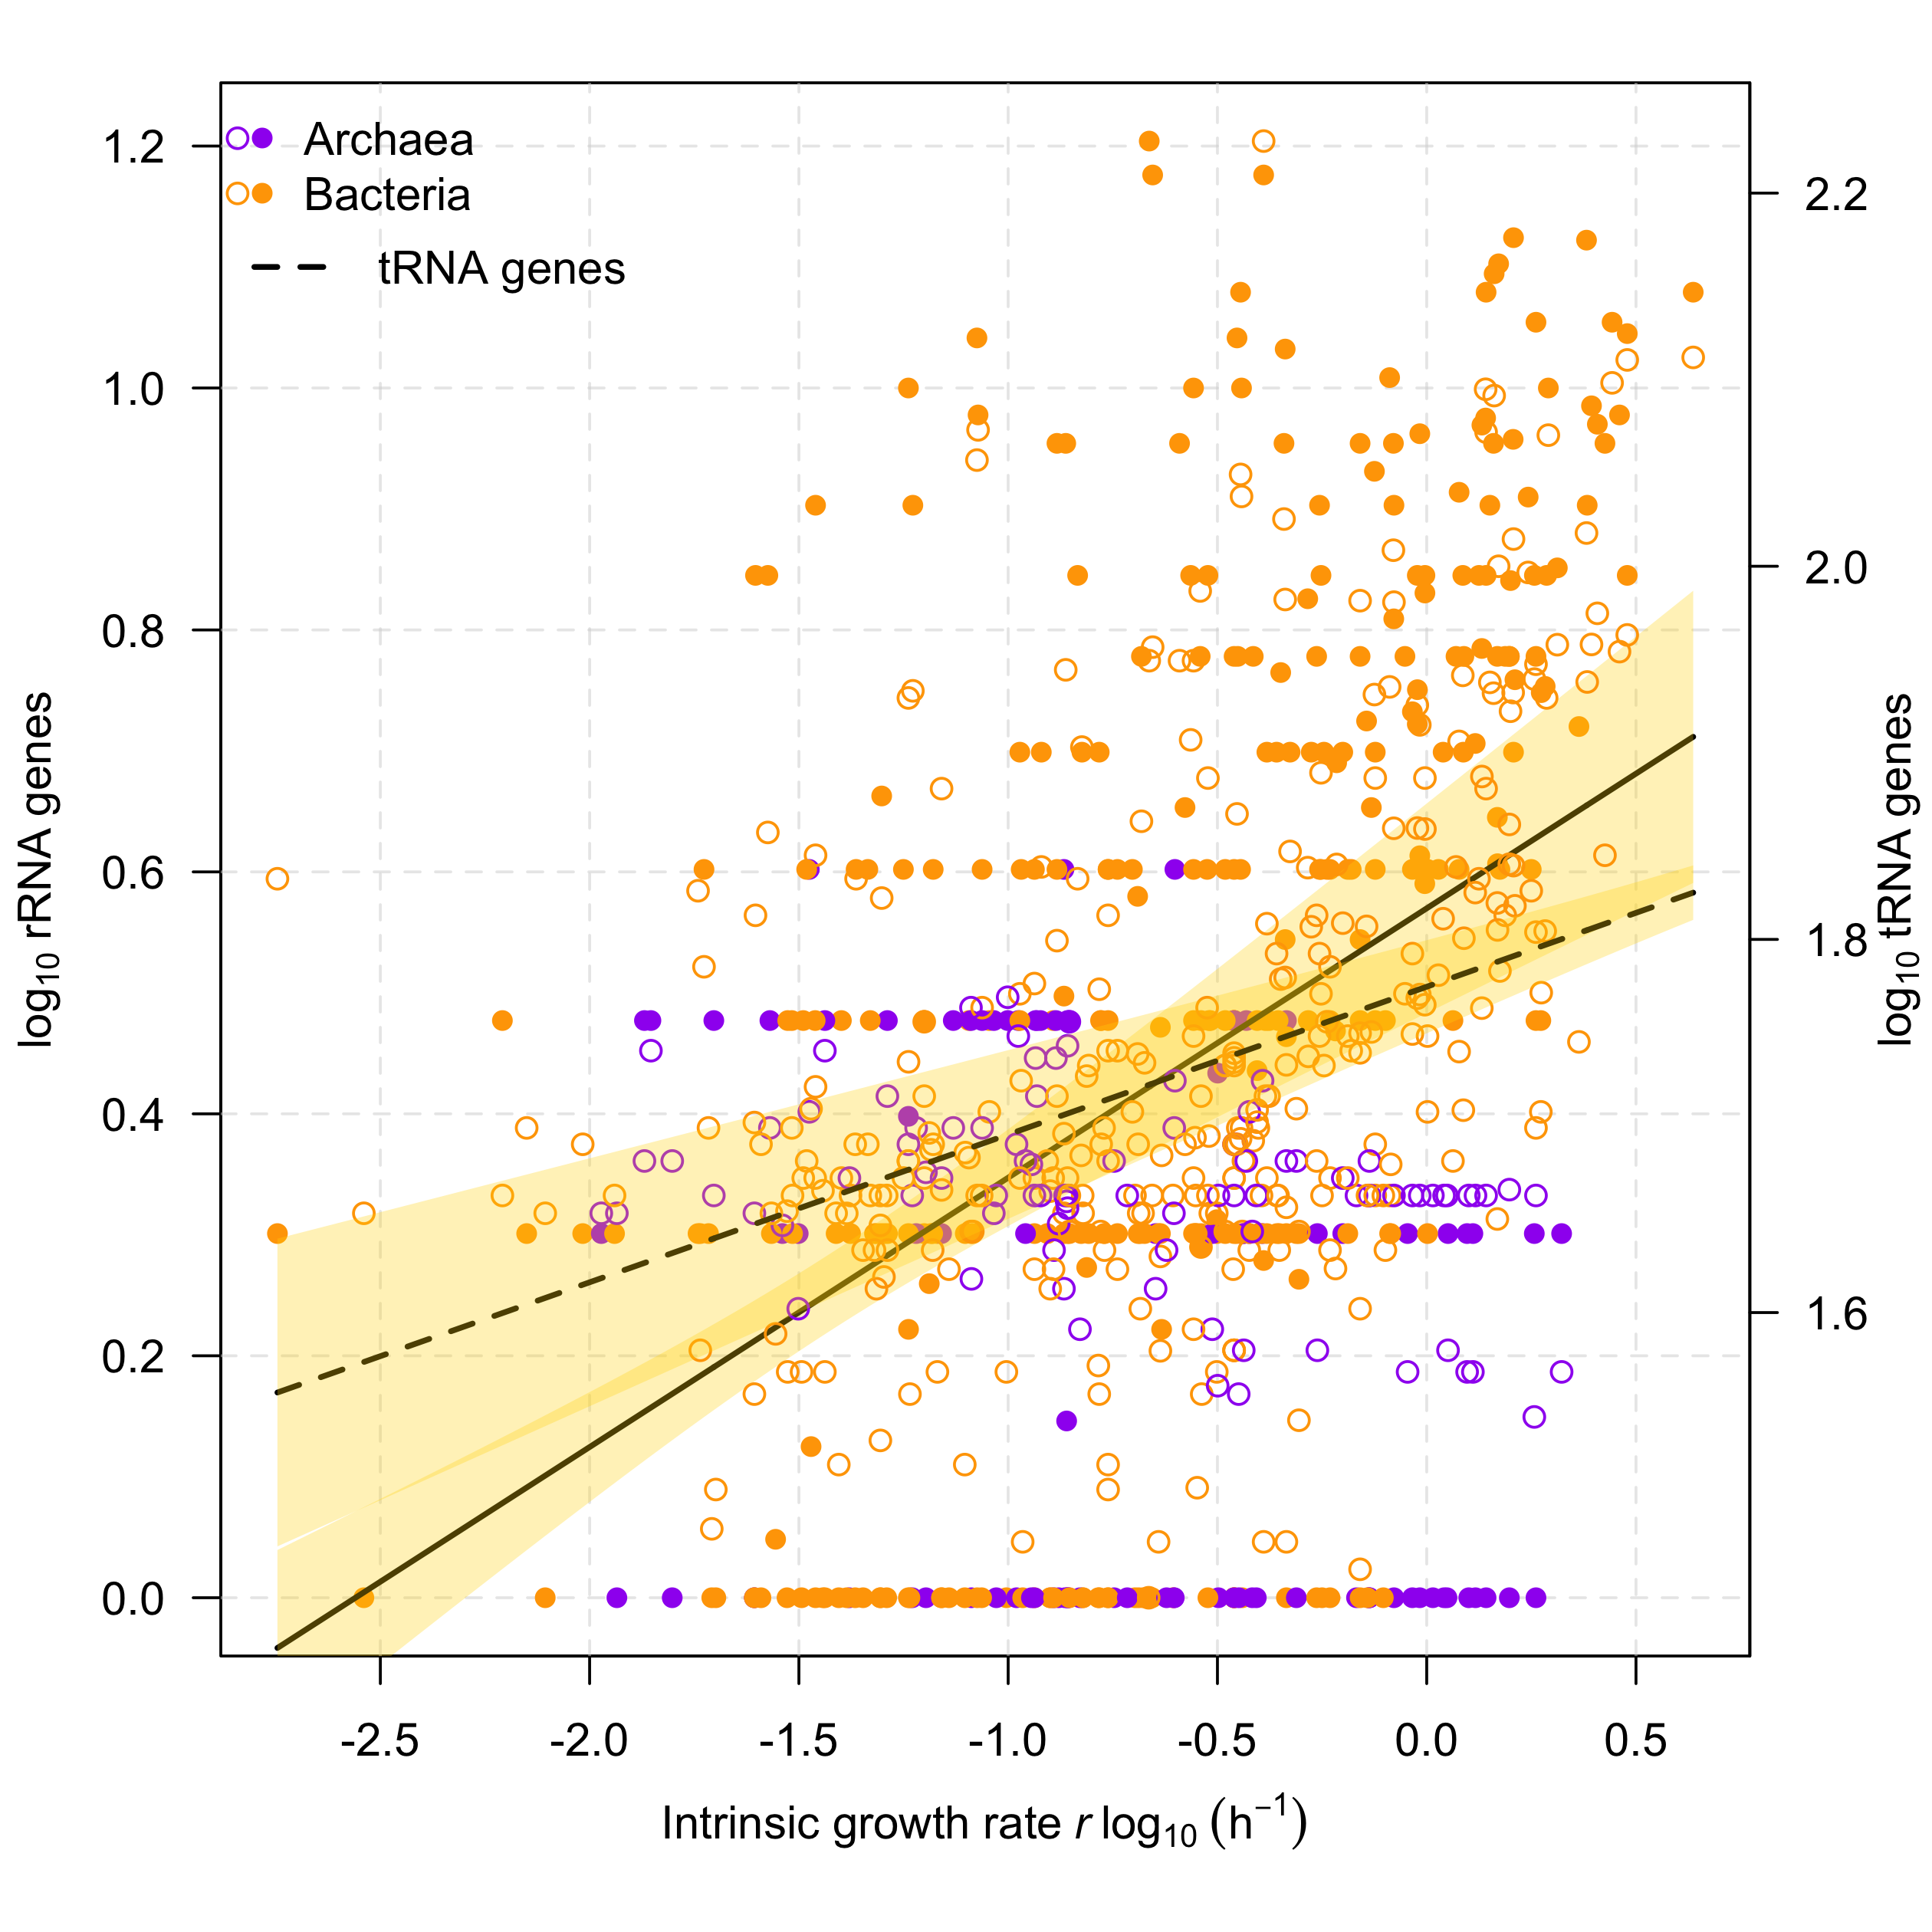 Archaea
Bacteria
tRNA genes
1.2
1.0
0.8
0.6
0.4
0.2
0.0
log10 rRNA genes
2.2
2.0
1.8
1.6
log10 tRNA genes
-2.5 -2.0 -1.5 -1.0 -0.5 0.0 0.5
Intrinsic growth rate r log10 (h−1)